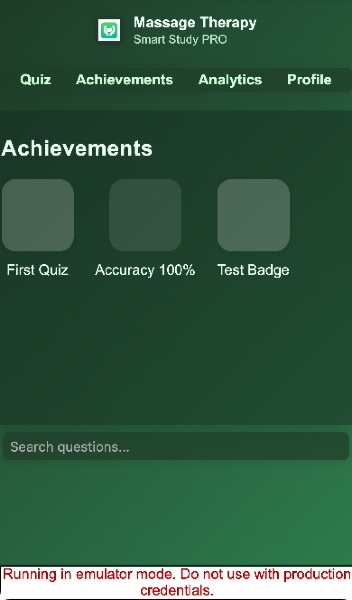 Massage Therapy
Smart Study PRO
Quiz Achievements Analytics Profile
Achievements
First Quiz Accuracy 100% Test Badge
Search questions...
Running in emulator mode. Do not use with production
credentials.